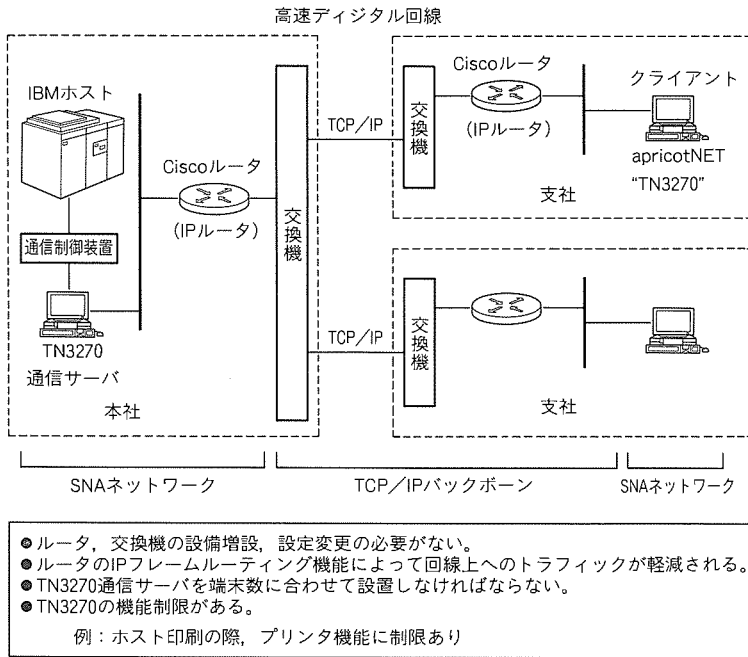 高速ディジタル回線
IBMホスト
Ciscoルータ
(IPルータ)
通信制御装置
TN3270
通信サーバ
本社
交換機
TCP/IP
交換機
Ciscoルータ
(IPルータ)
クライアント
apricotNET
“TN3270”
支社
TCP/IP
交換機
支社
SNAネットワーク
TCP/IPバックボーン
SNAネットワーク
●ルータ，交換機の設備増設，設定変更の必要がない。
●ルータのIPフレームルーティング機能によって回線上へのトラフィックが軽減される。
●TN3270通信サーバを端末数に合わせて設置しなければならない。
●TN3270の機能制限がある。
例：ホスト印刷の際，プリンタ機能に制限あり